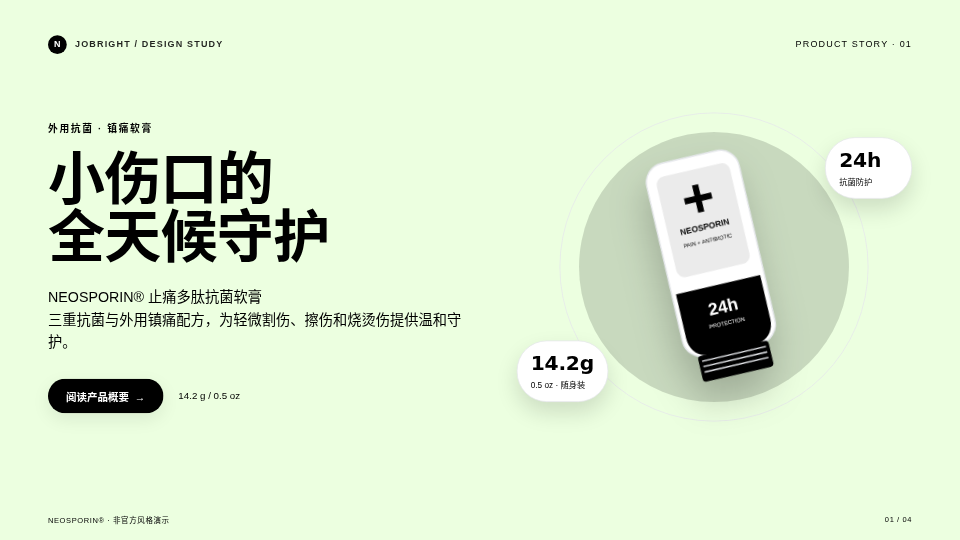 N JOBRIGHT / DESIGN STUDY
PRODUCT STORY · 01
外用抗菌 · 镇痛软膏
小伤口的
全天候守护
NEOSPORIN® 止痛多肽抗菌软膏
三重抗菌与外用镇痛配方，为轻微割伤、擦伤和烧烫伤提供温和守
护。
阅读产品概要 →
14.2 g / 0.5 oz
24h
抗菌防护
NEOSPORIN
PAIN + ANTIBIOTIC
24h
PROTECTION
14.2g
0.5 oz · 随身装
NEOSPORIN® · 非官方风格演示
01 / 04